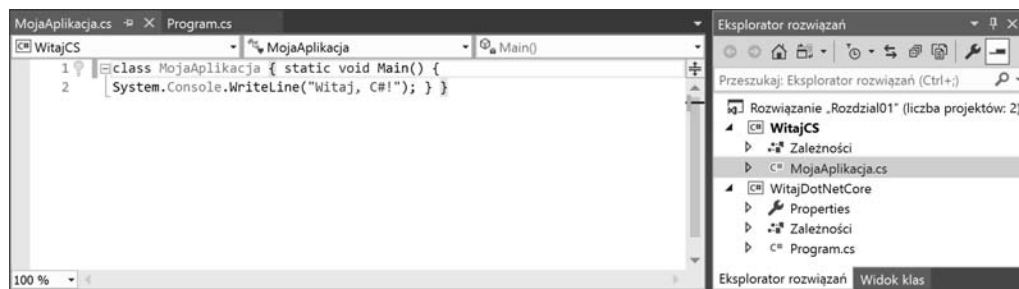 MojaAplikacja.cs Program.cs
WitajCS MojaAplikacja Main()
1 class MojaAplikacja { static void Main() {
2 System.Console.WriteLine("Witaj, C#!"); } }
100 %
Eksplorator rozwiązań
Przeszukaj: Eksplorator rozwiązań (Ctrl+;)
Rozwiązanie „Rozdzial01" (liczba projektów: 2)
C# WitajCS
Zależności
C# MojaAplikacja.cs
C# WitajDotNetCore
Properties
Zależności
C# Program.cs
Eksplorator rozwiązań Widok klas